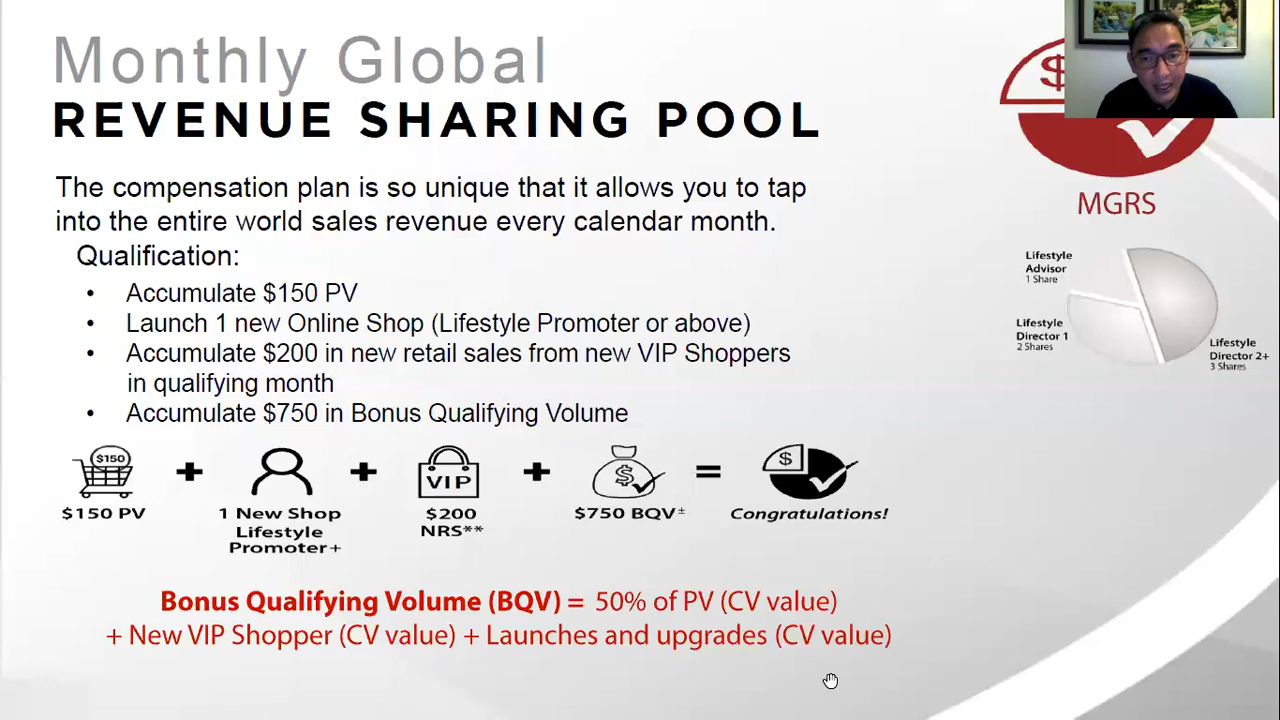 Monthly Global
REVENUE SHARING POOL
The compensation plan is so unique that it allows you to tap
into the entire world sales revenue every calendar month.
Qualification:
• Accumulate $150 PV
• Launch 1 new Online Shop (Lifestyle Promoter or above)
• Accumulate $200 in new retail sales from new VIP Shoppers
in qualifying month
• Accumulate $750 in Bonus Qualifying Volume
$
MGRS
Lifestyle
Advisor
1 Share
Lifestyle
Director 1
2 Shares
Lifestyle
Director 2+
3 Shares
$150
$150 PV
+
1 New Shop
Lifestyle
Promoter+
+
VIP
$200
NRS**
+
$
$750 BQV±
=
$
Congratulations!
Bonus Qualifying Volume (BQV) = 50% of PV (CV value)
+ New VIP Shopper (CV value) + Launches and upgrades (CV value)